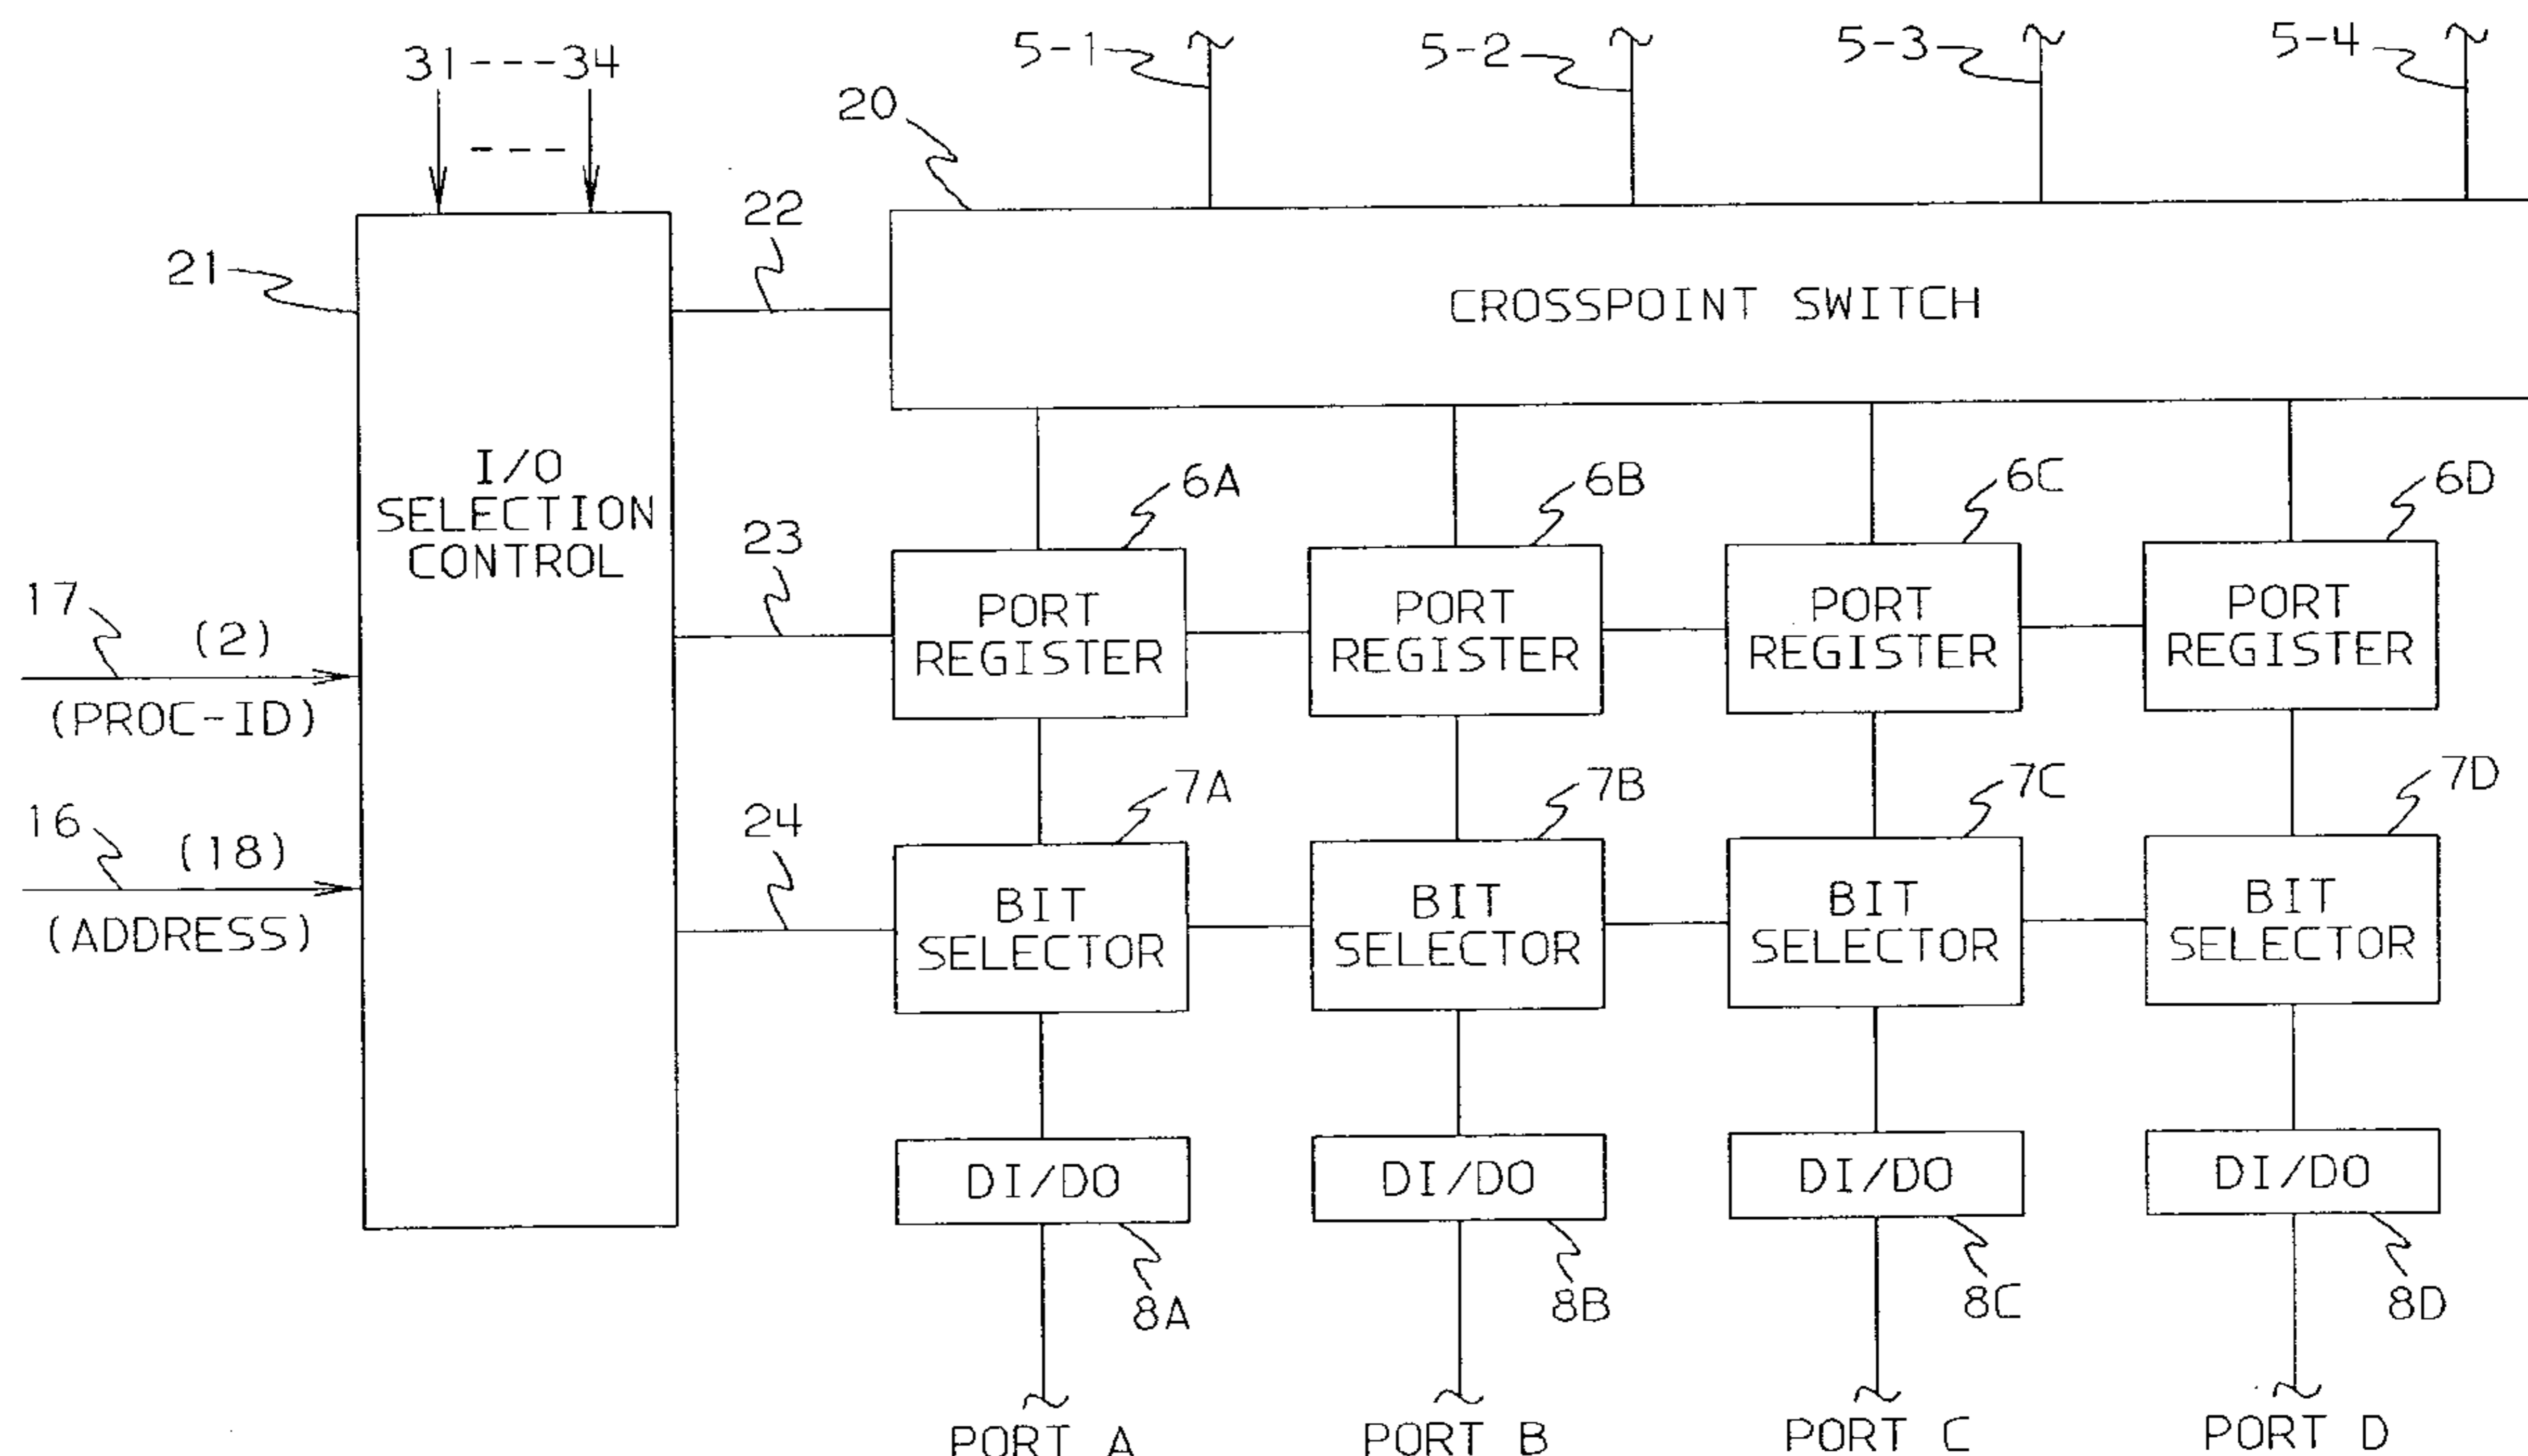 31---34
5-1
5-2
5-3
5-4
20
22
21
CROSSPOINT SWITCH
I/O
SELECTION
CONTROL
6A
6B
6C
6D
23
17
(2)
(PROC-ID)
PORT
REGISTER
PORT
REGISTER
PORT
REGISTER
PORT
REGISTER
7A
7B
7C
7D
24
16
(18)
(ADDRESS)
BIT
SELECTOR
BIT
SELECTOR
BIT
SELECTOR
BIT
SELECTOR
DI/DO
DI/DO
DI/DO
DI/DO
8A
8B
8C
8D
PORT A
PORT B
PORT C
PORT D